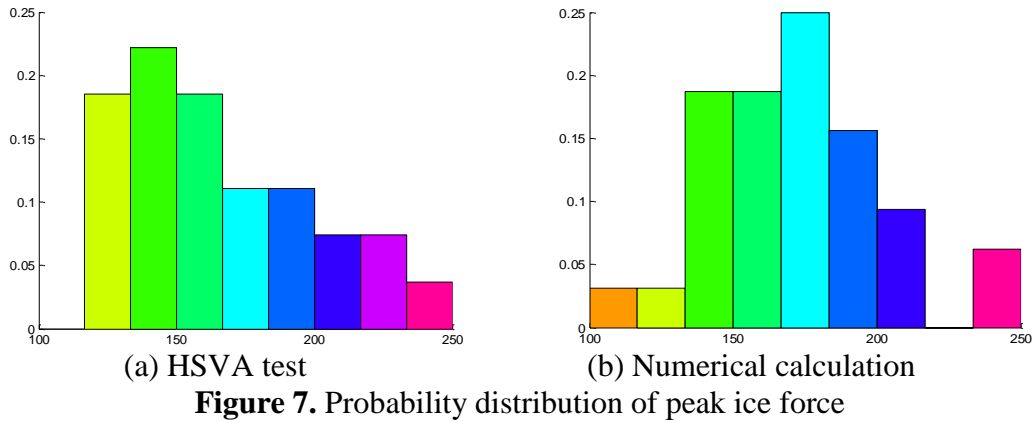 0.25
0.2
0.15
0.1
0.05
0
100 150 200 250
0.25
0.2
0.15
0.1
0.05
0
100 150 200 250
(a) HSVA test
(b) Numerical calculation
Figure 7. Probability distribution of peak ice force